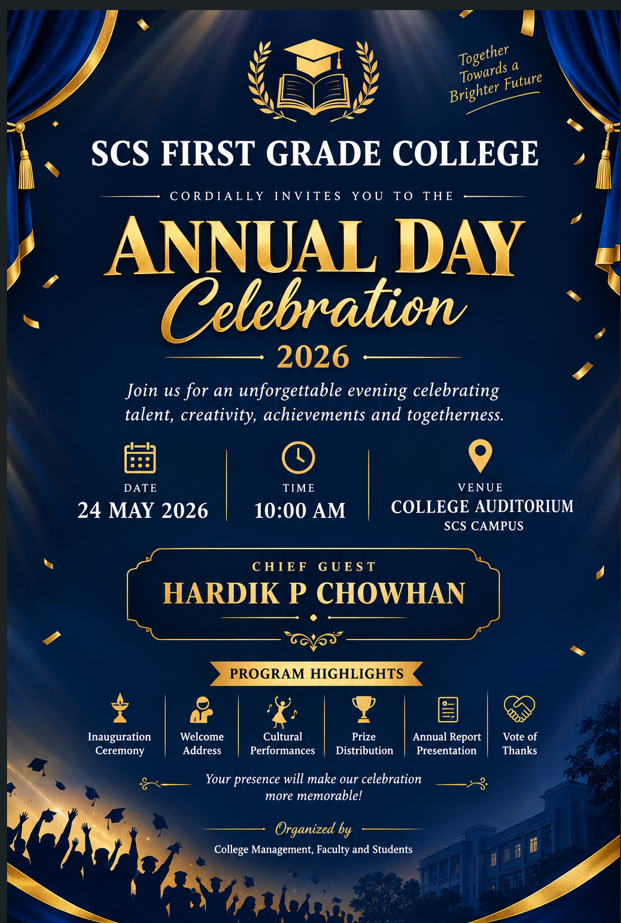 Together
Towards a
Brighter Future
SCS FIRST GRADE COLLEGE
CORDIALLY INVITES YOU TO THE
ANNUAL DAY
Celebration
2026
Join us for an unforgettable evening celebrating
talent, creativity, achievements and togetherness.
DATE
24 MAY 2026
TIME
10:00 AM
VENUE
COLLEGE AUDITORIUM
SCS CAMPUS
CHIEF GUEST
HARDIK P CHOWHAN
PROGRAM HIGHLIGHTS
Inauguration
Ceremony
Welcome
Address
Cultural
Performances
Prize
Distribution
Annual Report
Presentation
Vote of
Thanks
Your presence will make our celebration
more memorable!
Organized by
College Management, Faculty and Students